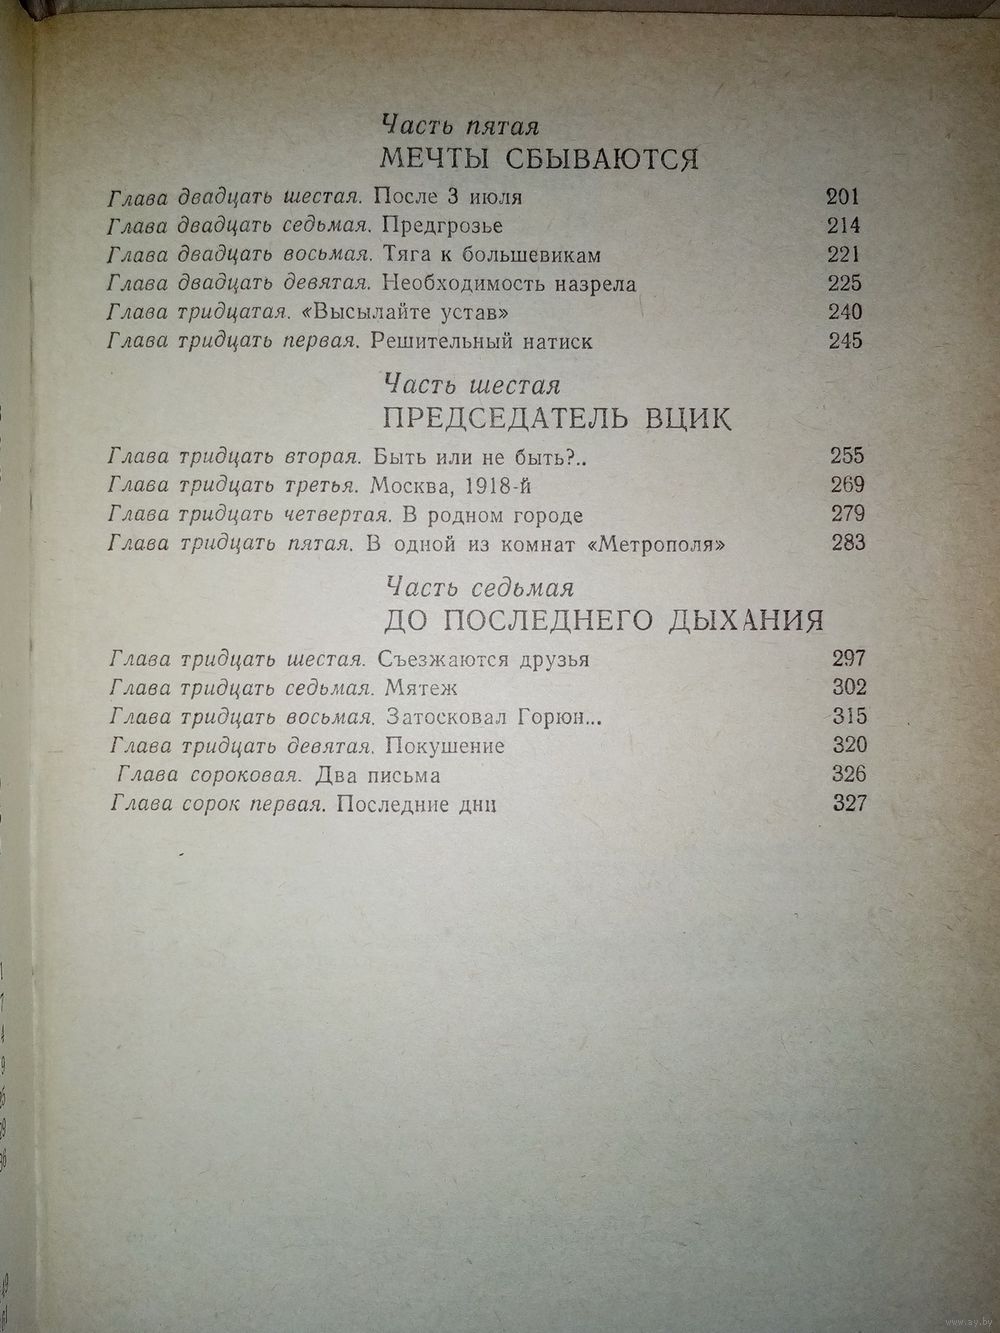 Часть пятая
МЕЧТЫ СБЫВАЮТСЯ
Глава двадцать шестая. После 3 июля 201
Глава двадцать седьмая. Предгрозье 214
Глава двадцать восьмая. Тяга к большевикам 221
Глава двадцать девятая. Необходимость назрела 225
Глава тридцатая. «Высылайте устав» 240
Глава тридцать первая. Решительный натиск 245
Часть шестая
ПРЕДСЕДАТЕЛЬ ВЦИК
Глава тридцать вторая. Быть или не быть?.. 255
Глава тридцать третья. Москва, 1918-й 269
Глава тридцать четвертая. В родном городе 279
Глава тридцать пятая. В одной из комнат «Метрополя» 283
Часть седьмая
ДО ПОСЛЕДНЕГО ДЫХАНИЯ
Глава тридцать шестая. Съезжаются друзья 297
Глава тридцать седьмая. Мятеж 302
Глава тридцать восьмая. Затосковал Горюн... 315
Глава тридцать девятая. Покушение 320
Глава сороковая. Два письма 326
Глава сорок первая. Последние дни 327
www.ay.by